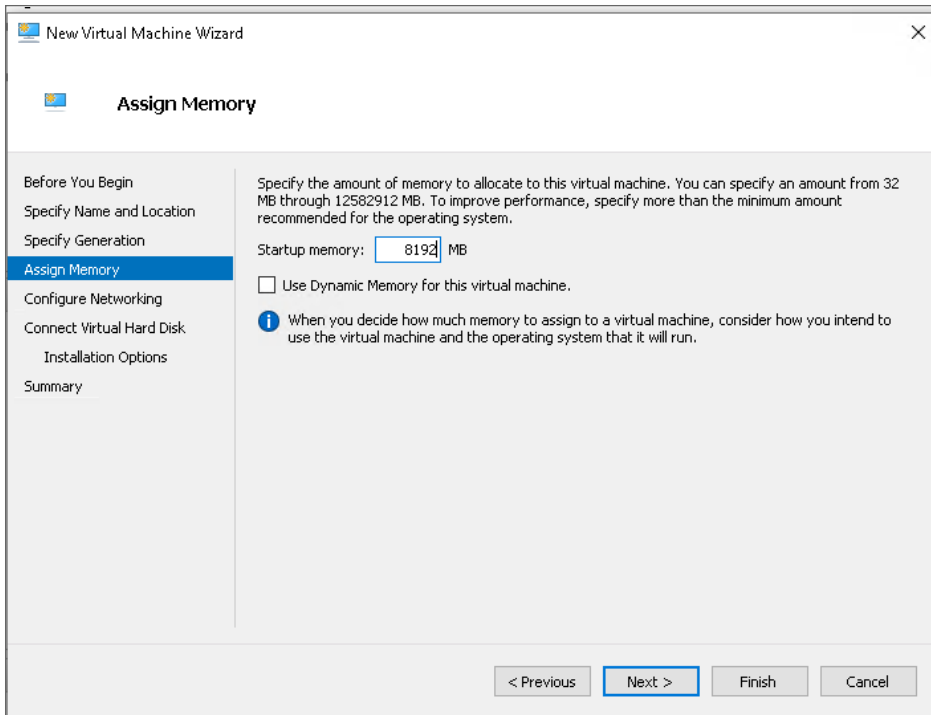 New Virtual Machine Wizard
Assign Memory
Before You Begin
Specify Name and Location
Specify Generation
Assign Memory
Configure Networking
Connect Virtual Hard Disk
Installation Options
Summary
Specify the amount of memory to allocate to this virtual machine. You can specify an amount from 32
MB through 12582912 MB. To improve performance, specify more than the minimum amount
recommended for the operating system.
Startup memory: 8192 MB
Use Dynamic Memory for this virtual machine.
When you decide how much memory to assign to a virtual machine, consider how you intend to
use the virtual machine and the operating system that it will run.
< Previous Next > Finish Cancel